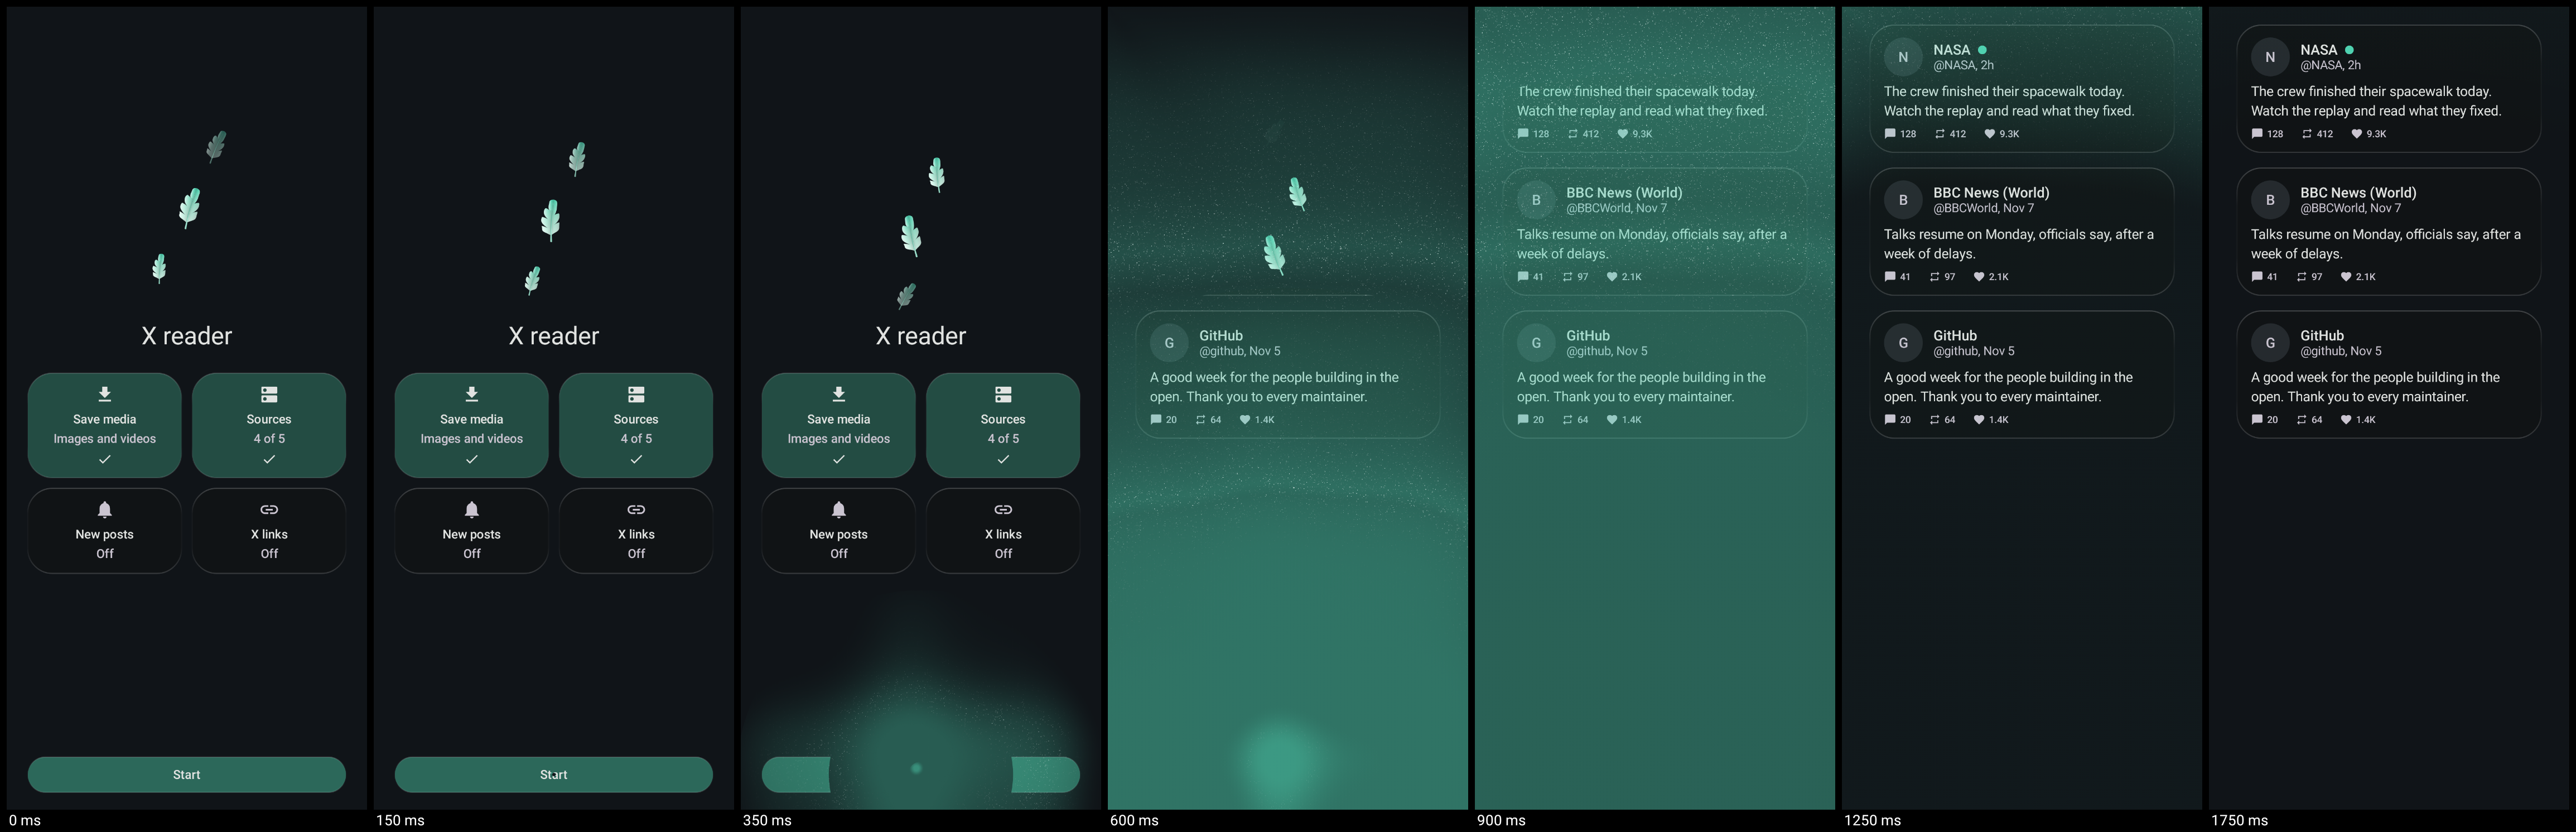 X reader
Save media
Images and videos
Sources
4 of 5
New posts
Off
X links
Off
Start
0 ms
X reader
Save media
Images and videos
Sources
4 of 5
New posts
Off
X links
Off
Start
150 ms
X reader
Save media
Images and videos
Sources
4 of 5
New posts
Off
X links
Off
350 ms
G
GitHub
@github, Nov 5
A good week for the people building in the
open. Thank you to every maintainer.
20 64 1.4K
600 ms
The crew finished their spacewalk today.
Watch the replay and read what they fixed.
128 412 9.3K
B
BBC News (World)
@BBCWorld, Nov 7
Talks resume on Monday, officials say, after a
week of delays.
41 97 2.1K
G
GitHub
@github, Nov 5
A good week for the people building in the
open. Thank you to every maintainer.
20 64 1.4K
900 ms
N
NASA
@NASA, 2h
The crew finished their spacewalk today.
Watch the replay and read what they fixed.
128 412 9.3K
B
BBC News (World)
@BBCWorld, Nov 7
Talks resume on Monday, officials say, after a
week of delays.
41 97 2.1K
G
GitHub
@github, Nov 5
A good week for the people building in the
open. Thank you to every maintainer.
20 64 1.4K
1250 ms
N
NASA
@NASA, 2h
The crew finished their spacewalk today.
Watch the replay and read what they fixed.
128 412 9.3K
B
BBC News (World)
@BBCWorld, Nov 7
Talks resume on Monday, officials say, after a
week of delays.
41 97 2.1K
G
GitHub
@github, Nov 5
A good week for the people building in the
open. Thank you to every maintainer.
20 64 1.4K
1750 ms